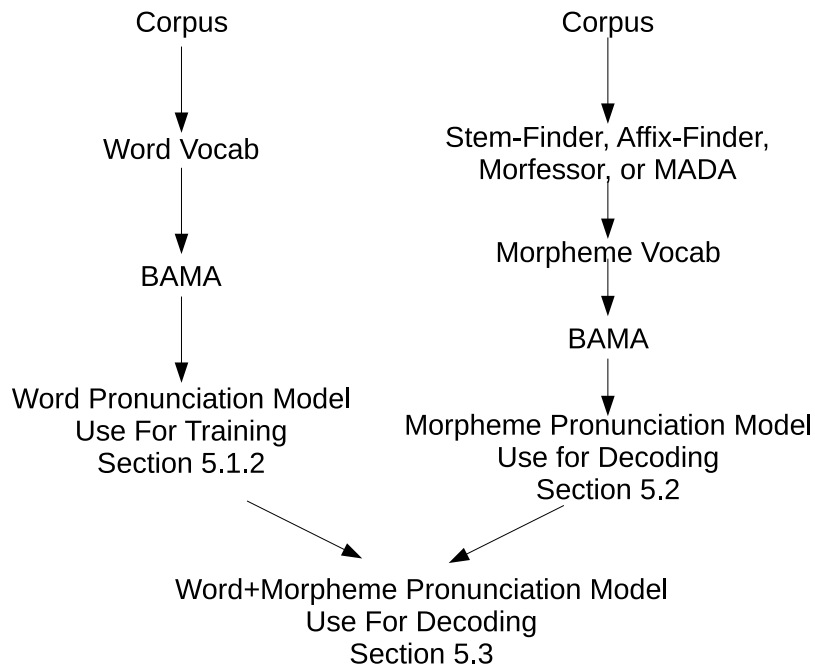 Corpus
Word Vocab
BAMA
Word Pronunciation Model
Use For Training
Section 5.1.2
Corpus
Stem-Finder, Affix-Finder,
Morfessor, or MADA
Morpheme Vocab
BAMA
Morpheme Pronunciation Model
Use for Decoding
Section 5.2
Word+Morpheme Pronunciation Model
Use For Decoding
Section 5.3